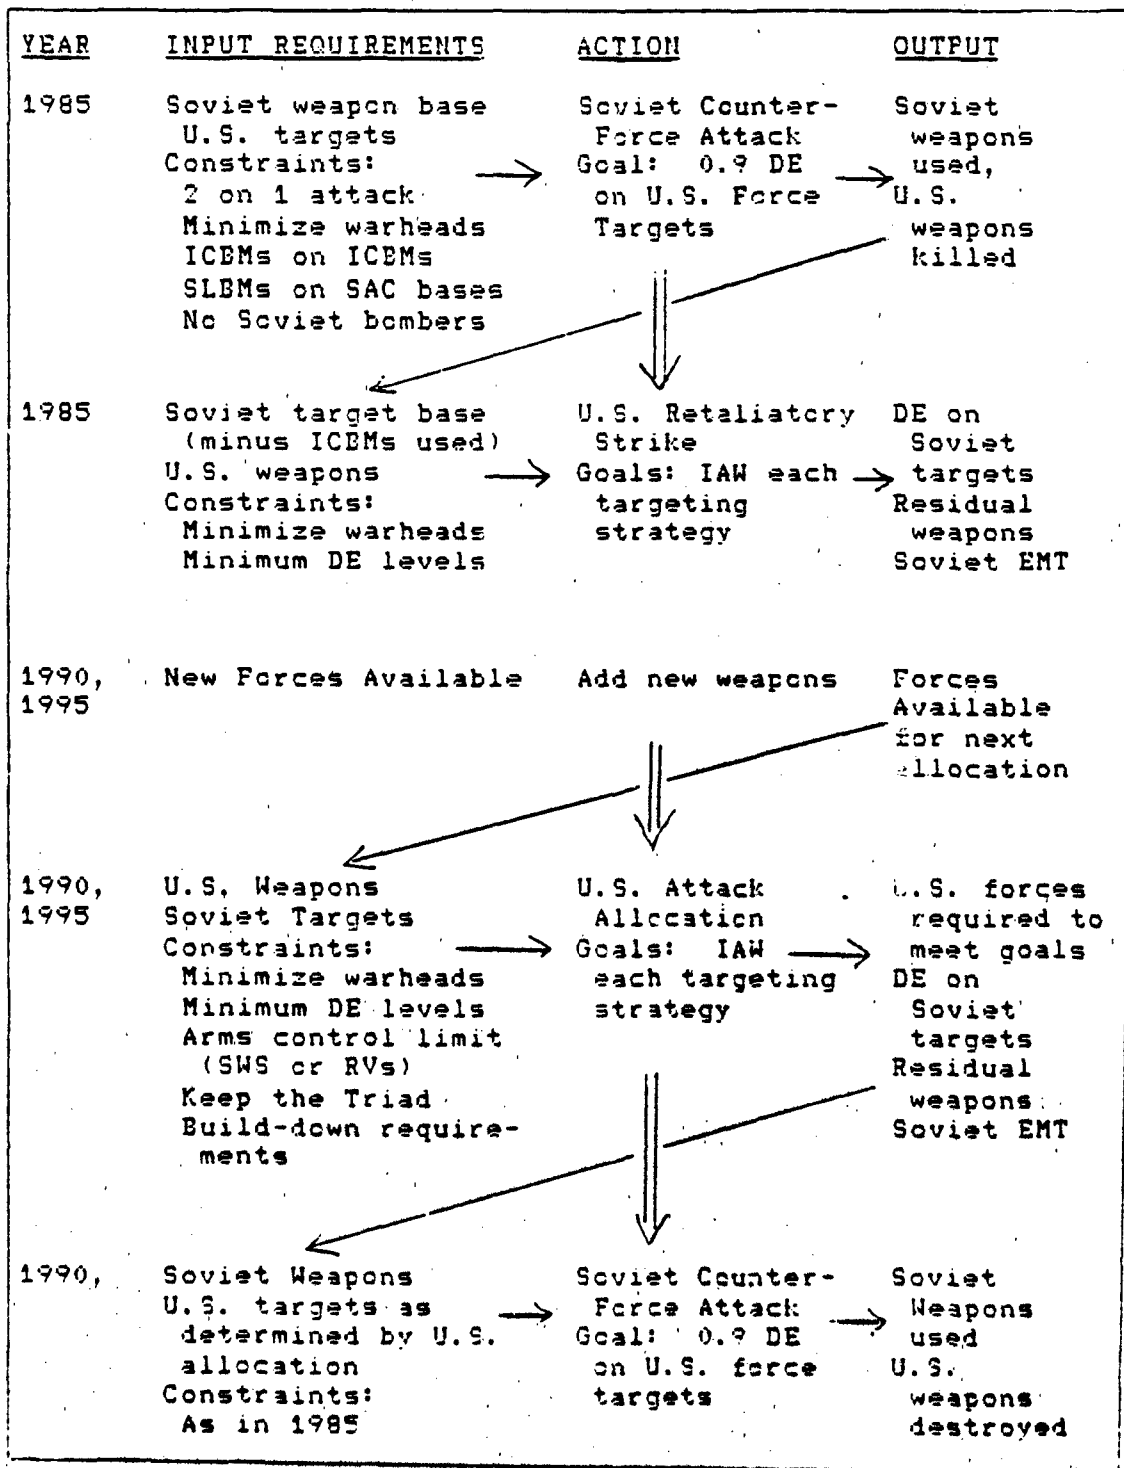 YEAR
INPUT REQUIREMENTS
ACTION
OUTPUT
1985
Soviet weapon base
U.S. targets
Constraints:
2 on 1 attack
Minimize warheads
ICBMs on ICBMs
SLBMs on SAC bases
No Soviet bombers
Soviet Counter-
Force Attack
Goal: 0.9 DE
on U.S. Force
Targets
Soviet
weapons
used,
U.S.
weapons
killed
1985
Soviet target base
(minus ICBMs used)
U.S. weapons
Constraints:
Minimize warheads
Minimum DE levels
U.S. Retaliatory
Strike
Goals: IAW each
targeting
strategy
DE on
Soviet
targets
Residual
weapons
Soviet EMT
1990,
1995
New Forces Available
Add new weapons
Forces
Available
for next
allocation
1990,
1995
U.S. Weapons
Soviet Targets
Constraints:
Minimize warheads
Minimum DE levels
Arms control limit
(SWS or RVs)
Keep the Triad
Build-down require-
ments
U.S. Attack
Allocation
Goals: IAW
each targeting
strategy
U.S. forces
required to
meet goals
DE on
Soviet
targets
Residual
weapons
Soviet EMT
1990,
Soviet Weapons
U.S. targets as
determined by U.S.
allocation
Constraints:
As in 1985
Soviet Counter-
Force Attack
Goal: 0.9 DE
on U.S. force
targets
Soviet
Weapons
used
U.S.
weapons
destroyed